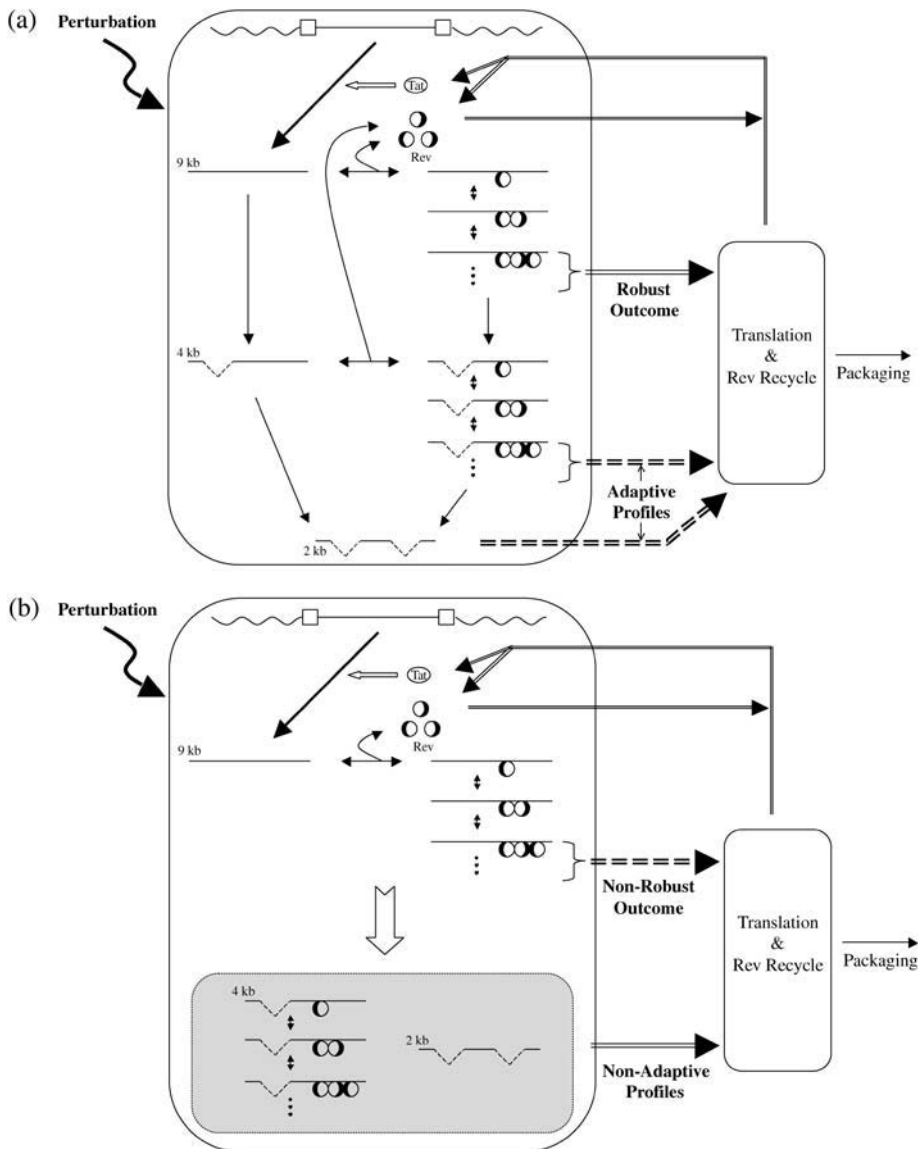 (a)
Perturbation
Tat
Rev
9 kb
Robust
Outcome
Translation
&
Rev Recycle
Packaging
4 kb
Adaptive
Profiles
2 kb
(b)
Perturbation
Tat
Rev
9 kb
Non-Robust
Outcome
Translation
&
Rev Recycle
Packaging
4 kb
2 kb
Non-Adaptive
Profiles